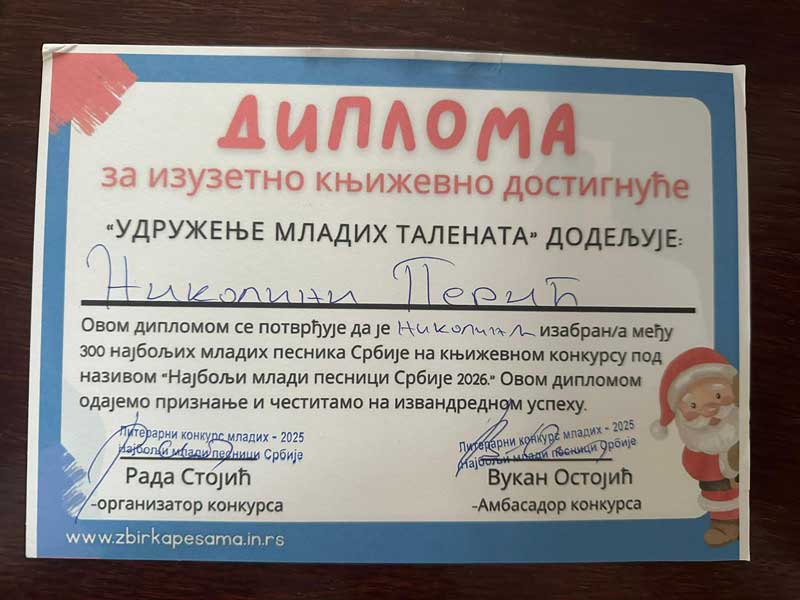 ДИПЛОМА
за изузетно књижевно достигнуће
“УДРУЖЕЊЕ МЛАДИХ ТАЛЕНАТА” ДОДЕЉУЈЕ:
Николини Перић
Овом дипломом се потврђује да је Николина изабран/а међу
300 најбољих младих песника Србије на књижевном конкурсу под
називом “Најбољи млади песници Србије 2026.” Овом дипломом
одајемо признање и честитамо на изванредном успеху.
Литерарни конкурс младих - 2025
Најбољи млади песници Србије
Рада Стојић
-организатор конкурса
Литерарни конкурс младих - 2025
Најбољи млади песници Србије
Вукан Остојић
-Амбасадор конкурса
www.zbirkapesama.in.rs